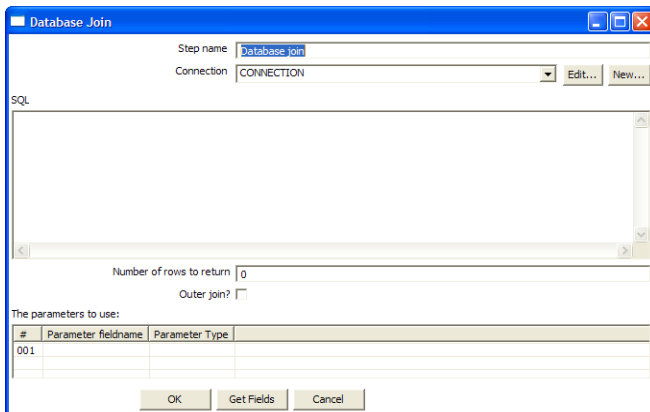 Database Join
Step name Database join
Connection CONNECTION Edit... New...
SQL
Number of rows to return 0
Outer join?
The parameters to use:
# Parameter fieldname Parameter Type
001
OK Get Fields Cancel